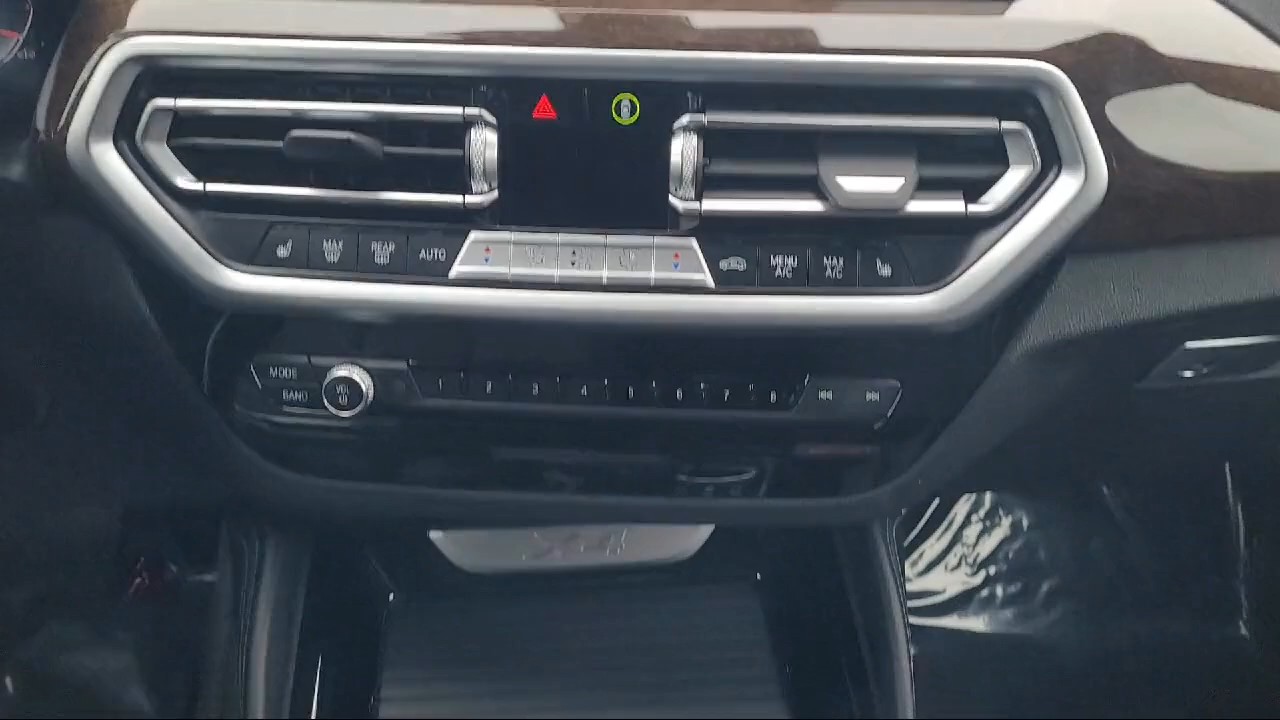 MAX
REAR
AUTO
MENU
A/C
MAX
A/C
MODE
BAND
VOL
1 2 3 4 5 6 7 8